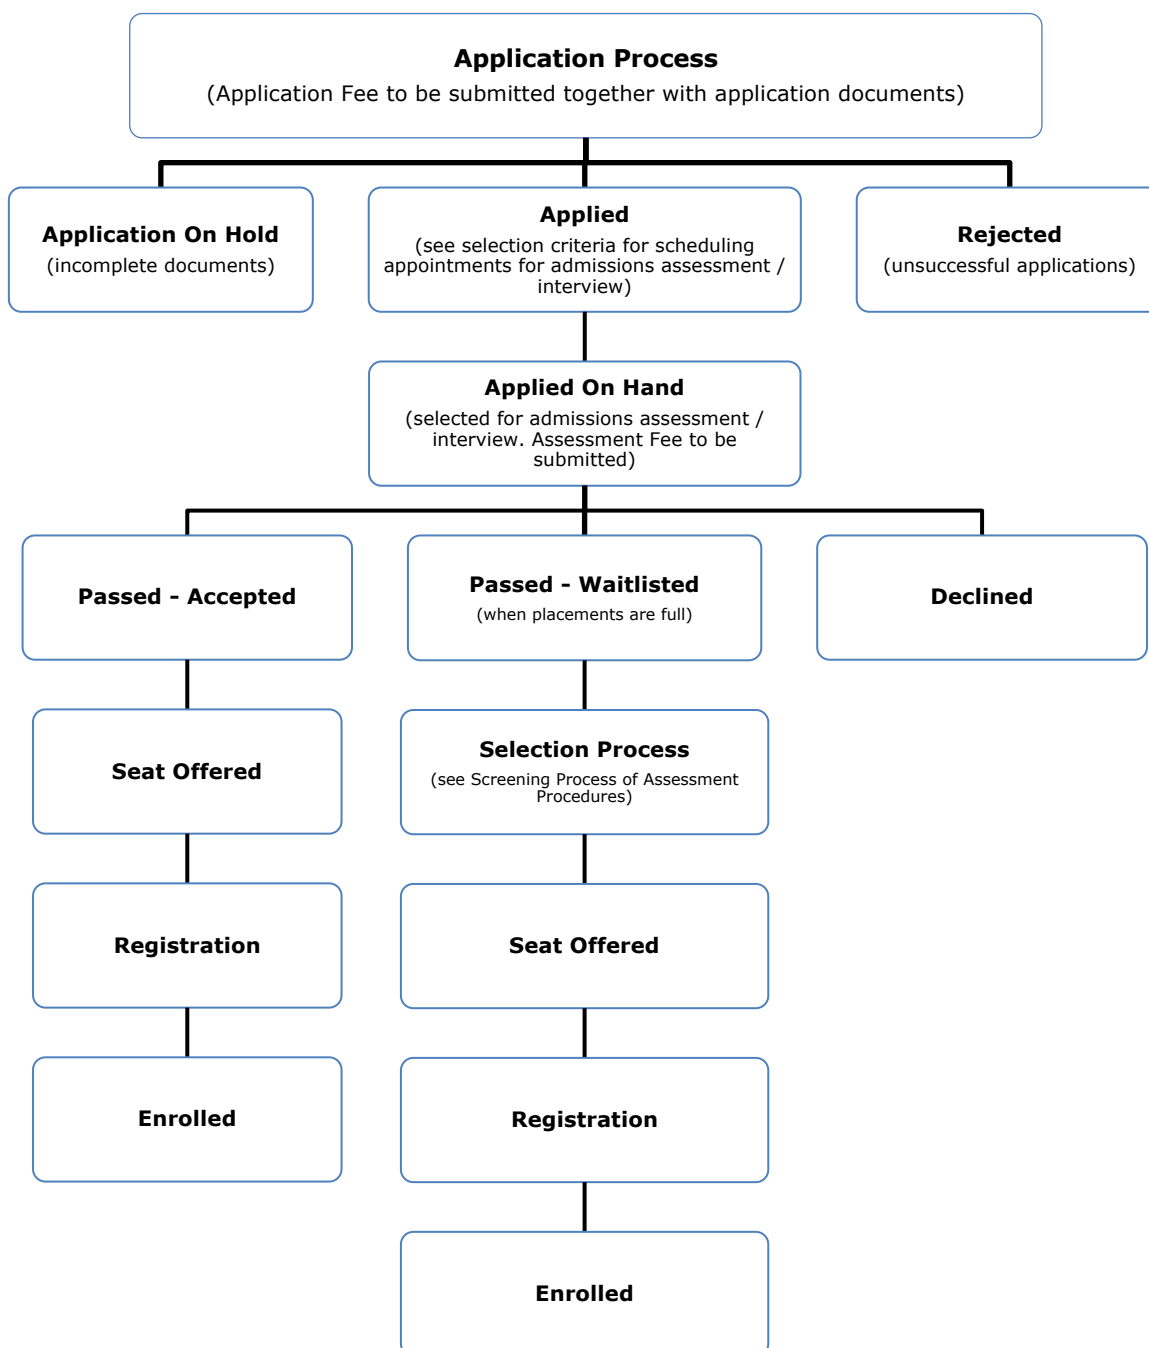 Application Process
(Application Fee to be submitted together with application documents)
Application On Hold
(incomplete documents)
Applied
(see selection criteria for scheduling
appointments for admissions assessment /
interview)
Rejected
(unsuccessful applications)
Applied On Hand
(selected for admissions assessment /
interview. Assessment Fee to be
submitted)
Passed - Accepted
Passed - Waitlisted
(when placements are full)
Declined
Seat Offered
Selection Process
(see Screening Process of Assessment
Procedures)
Registration
Seat Offered
Enrolled
Registration
Enrolled